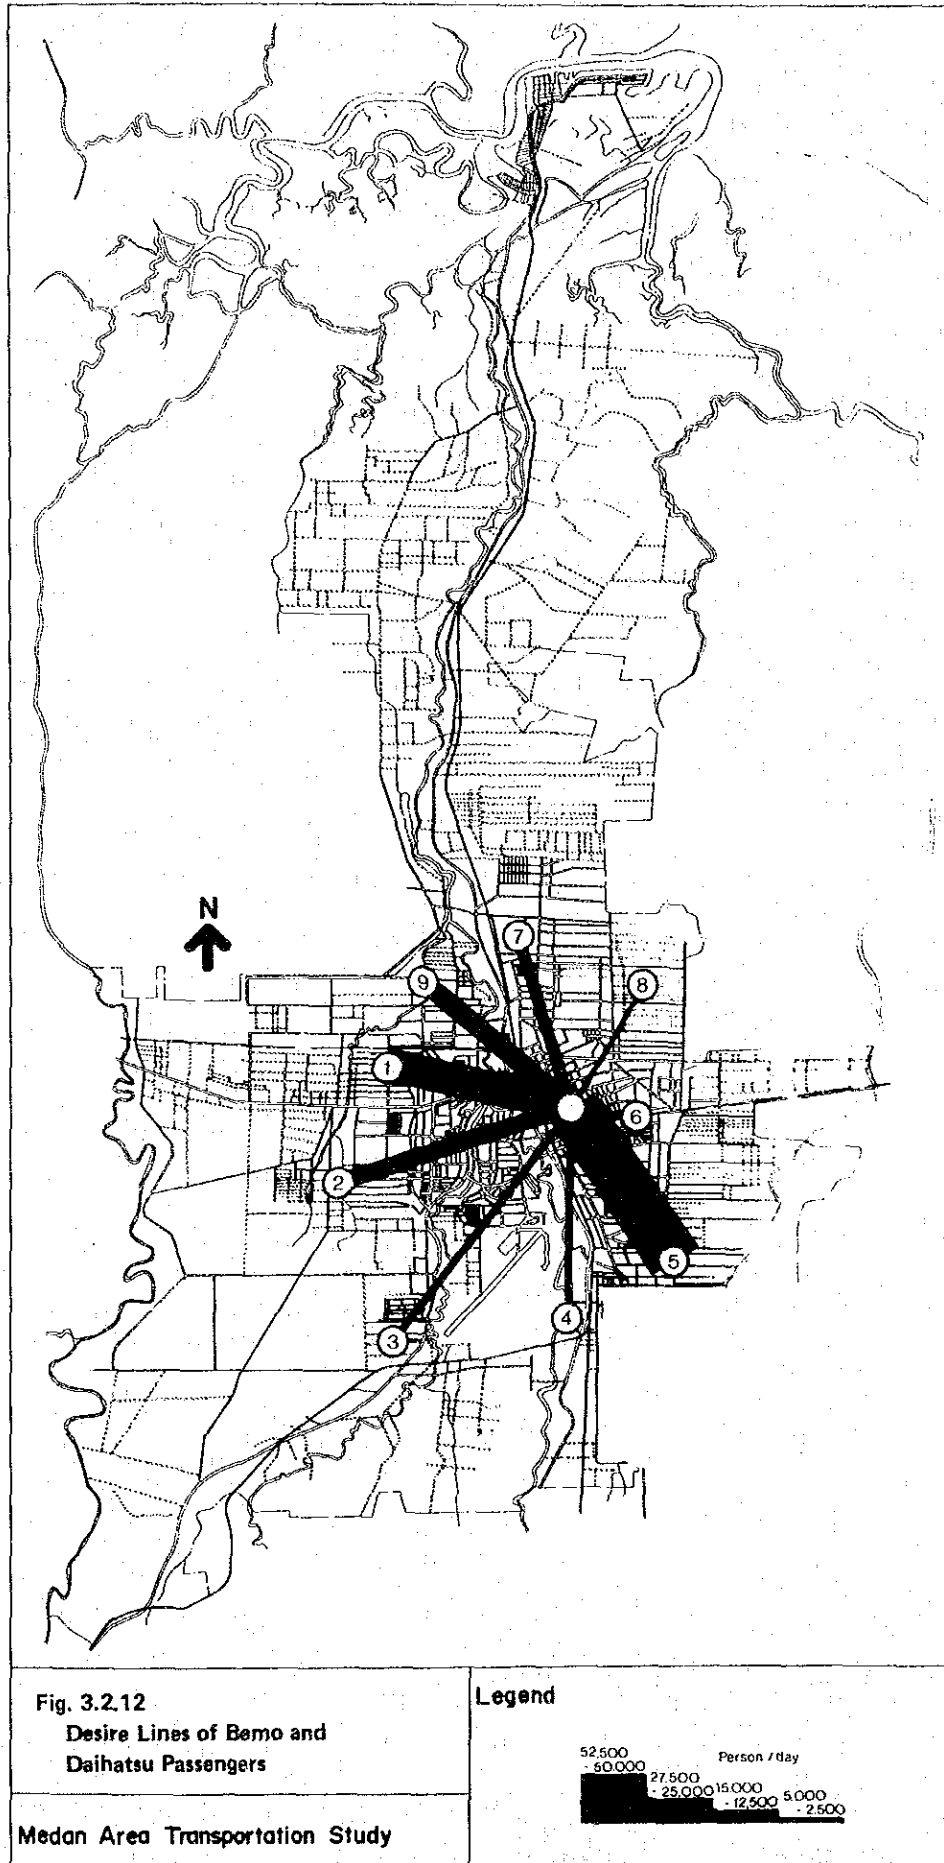 N
7
9
8
1
6
2
5
4
3
Fig. 3.2.12
Desire Lines of Bemo and
Daihatsu Passengers
Medan Area Transportation Study
Legend
Person / day
52,500
- 50.000
27.500
- 25,000
15.000
- 12,500
5.000
- 2.500